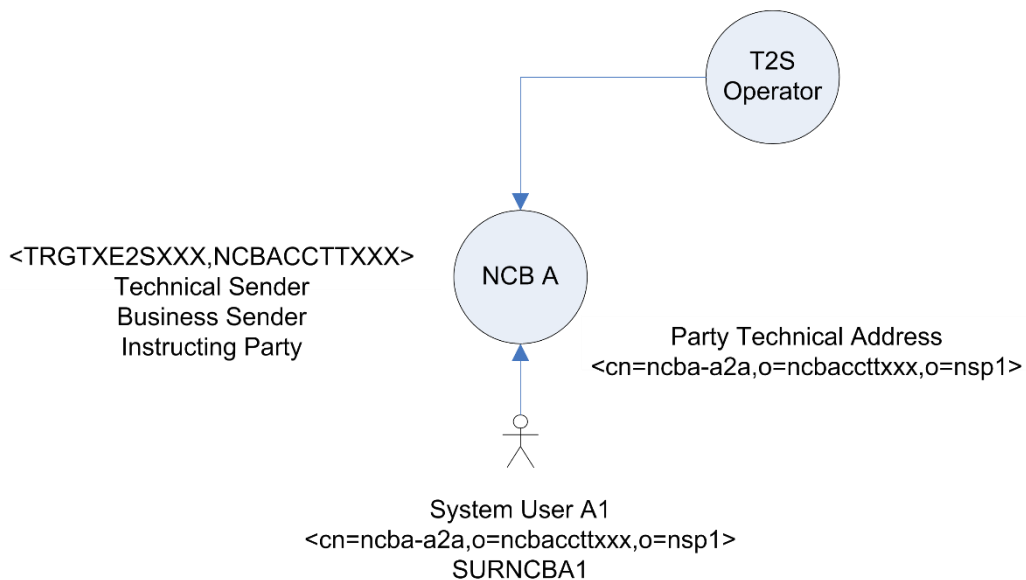 T2S
Operator
NCB A
<TRGTXE2SXXX,NCBACCTTXXX>
Technical Sender
Business Sender
Instructing Party
Party Technical Address
<cn=ncba-a2a,o=ncbaccttxxx,o=nsp1>
System User A1
<cn=ncba-a2a,o=ncbaccttxxx,o=nsp1>
SURNCBA1